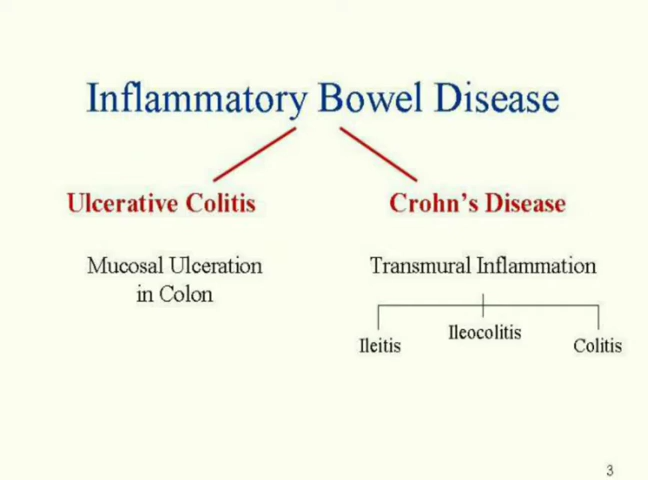 Inflammatory Bowel Disease
Ulcerative Colitis
Mucosal Ulceration
in Colon
Crohn's Disease
Transmural Inflammation
Ileitis
Ileocolitis
Colitis
3